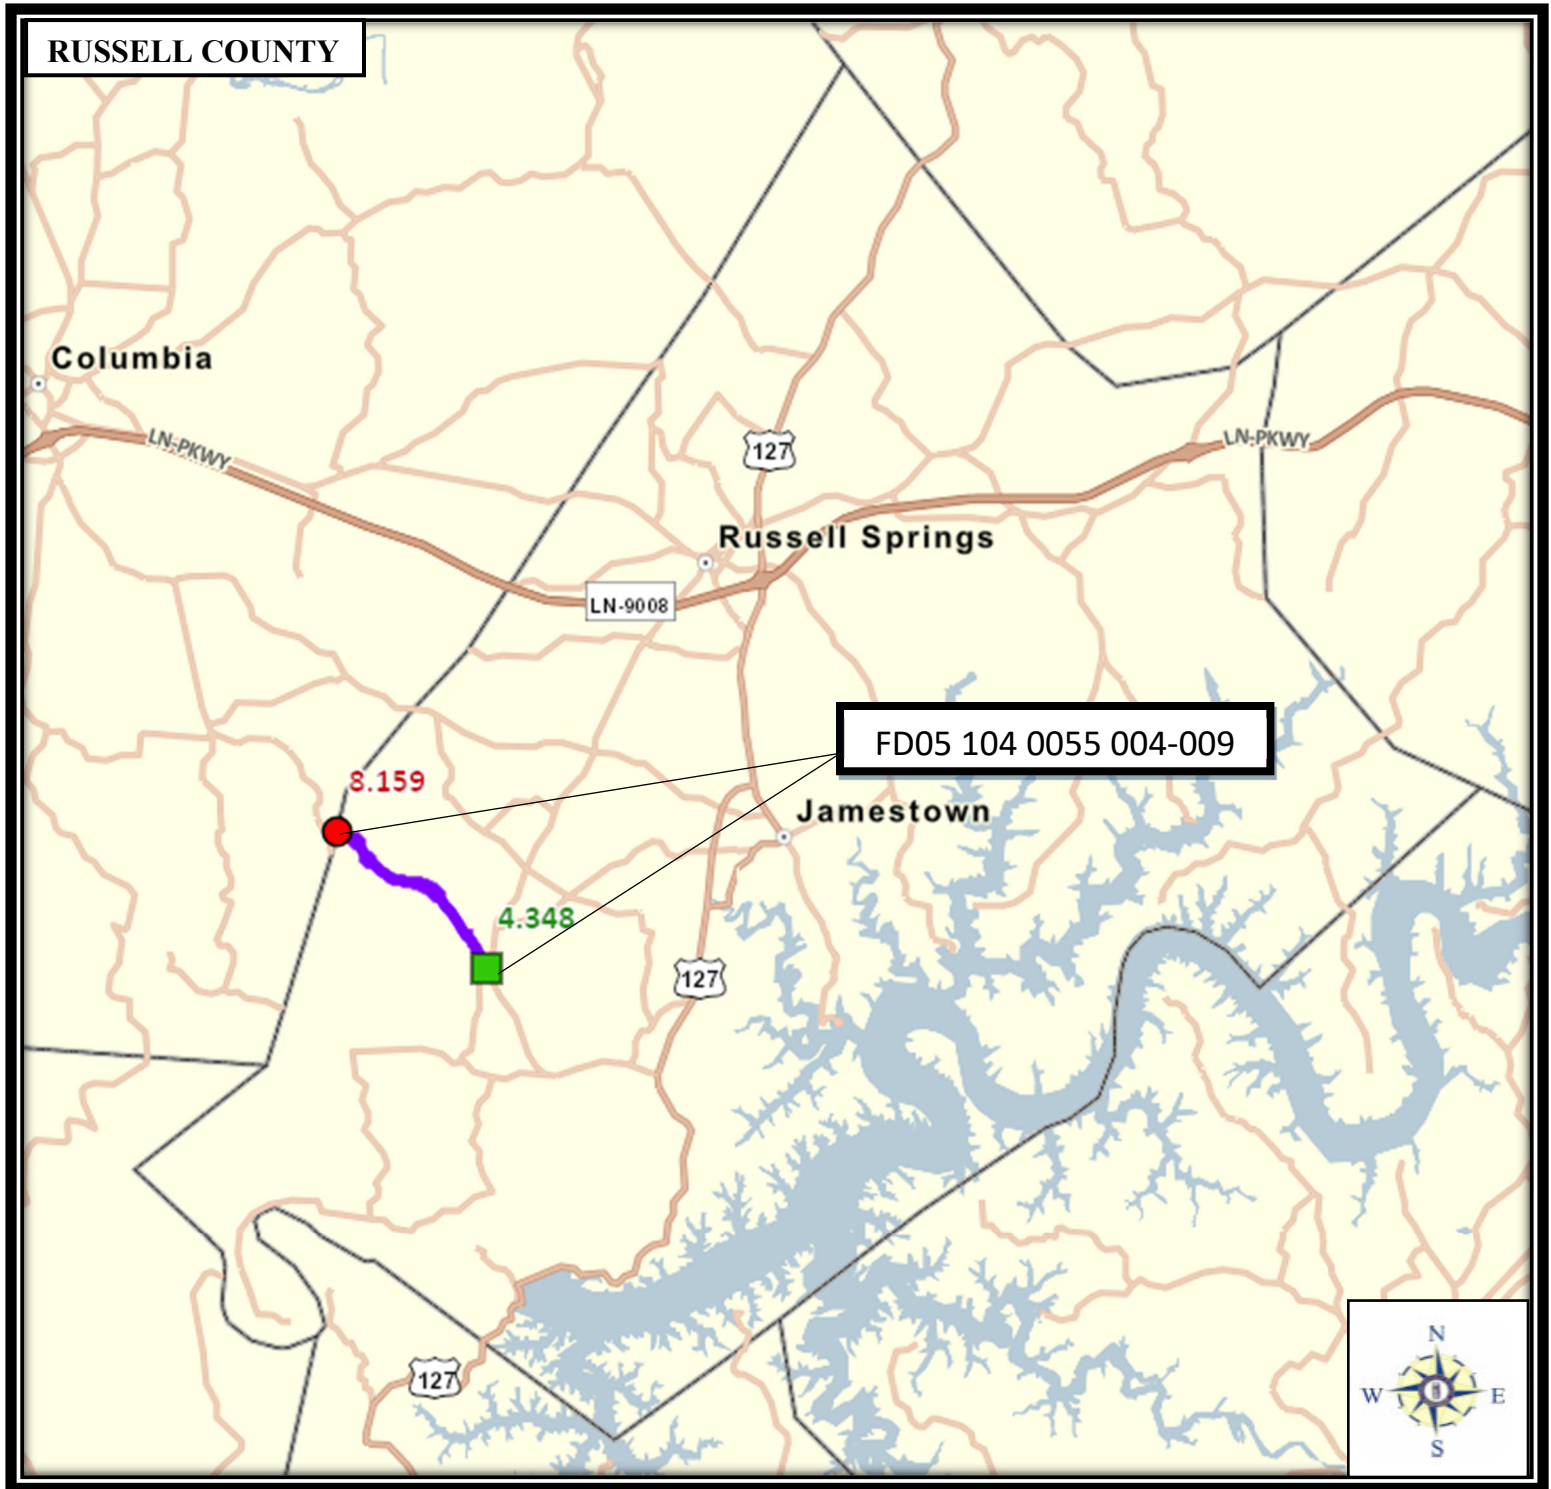 RUSSELL COUNTY
Columbia
LN-PKWY
127
LN-PKWY
Russell Springs
LN-9008
FD05 104 0055 004-009
8.159
Jamestown
4.348
127
127
N
W E
S